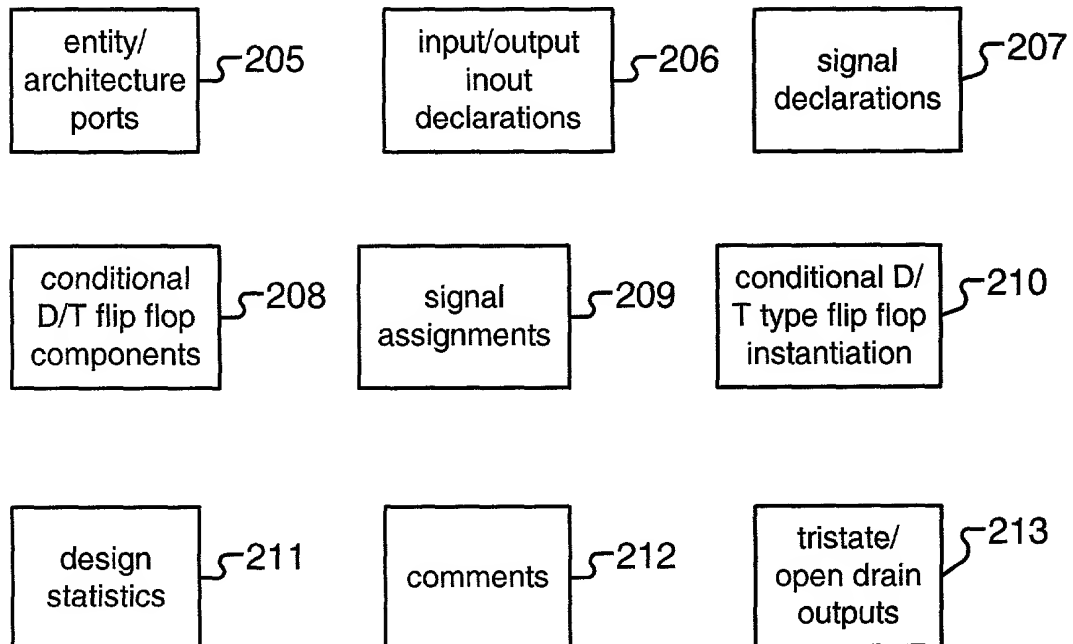 entity/
architecture
ports
205
input/output
inout
declarations
206
signal
declarations
207
conditional
D/T flip flop
components
208
signal
assignments
209
conditional D/
T type flip flop
instantiation
210
design
statistics
211
comments
212
tristate/
open drain
outputs
213